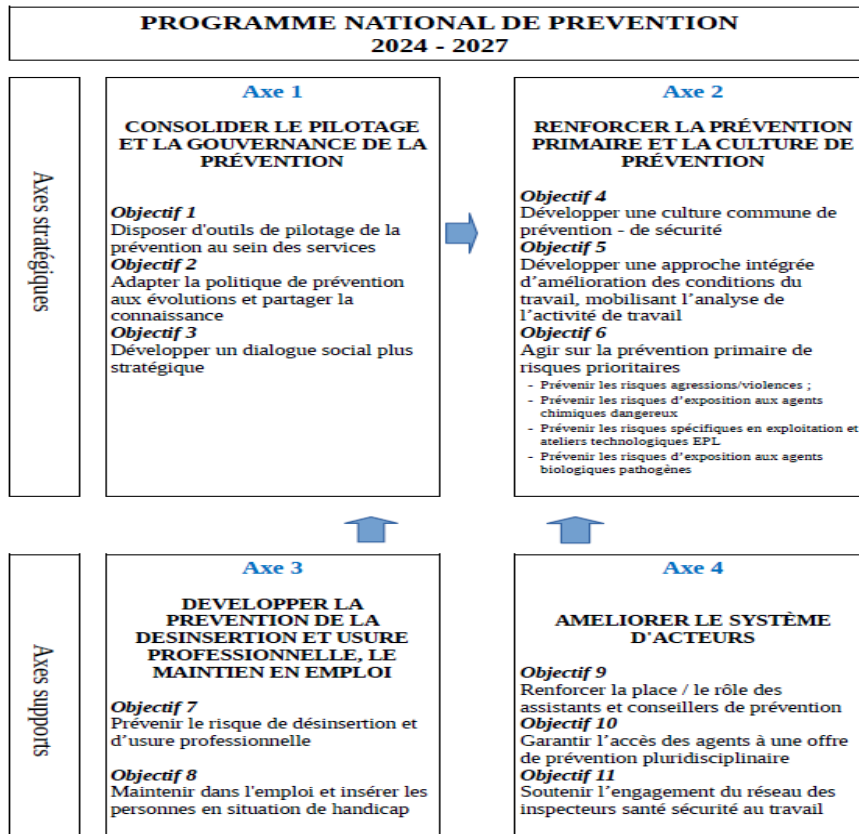 PROGRAMME NATIONAL DE PREVENTION
2024 - 2027
Axes stratégiques
Axe 1
CONSOLIDER LE PILOTAGE
ET LA GOUVERNANCE DE LA
PRÉVENTION
Objectif 1
Disposer d'outils de pilotage de la
prévention au sein des services
Objectif 2
Adapter la politique de prévention
aux évolutions et partager la
connaissance
Objectif 3
Développer un dialogue social plus
stratégique
Axe 2
RENFORCER LA PRÉVENTION
PRIMAIRE ET LA CULTURE DE
PRÉVENTION
Objectif 4
Développer une culture commune de
prévention - de sécurité
Objectif 5
Développer une approche intégrée
d’amélioration des conditions du
travail, mobilisant l’analyse de
l’activité de travail
Objectif 6
Agir sur la prévention primaire de
risques prioritaires
- Prévenir les risques agressions/violences ;
- Prévenir les risques d’exposition aux agents
chimiques dangereux
- Prévenir les risques spécifiques en exploitation et
ateliers technologiques EPL
- Prévenir les risques d’exposition aux agents
biologiques pathogènes
Axes supports
Axe 3
DEVELOPPER LA
PREVENTION DE LA
DESINSERTION ET USURE
PROFESSIONNELLE, LE
MAINTIEN EN EMPLOI
Objectif 7
Prévenir le risque de désinsertion et
d’usure professionnelle
Objectif 8
Maintenir dans l'emploi et insérer les
personnes en situation de handicap
Axe 4
AMELIORER LE SYSTÈME
D'ACTEURS
Objectif 9
Renforcer la place / le rôle des
assistants et conseillers de prévention
Objectif 10
Garantir l’accès des agents à une offre
de prévention pluridisciplinaire
Objectif 11
Soutenir l’engagement du réseau des
inspecteurs santé sécurité au travail